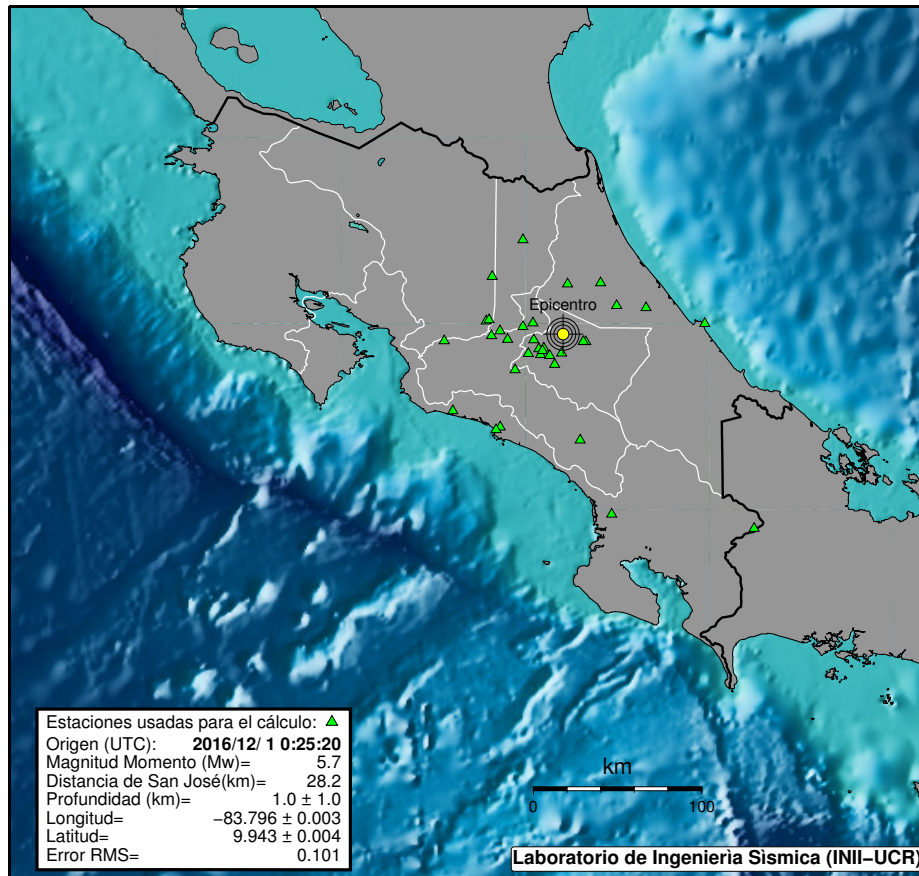 Epicentro
Estaciones usadas para el cálculo:
Origen (UTC): 2016/12/ 1 0:25:20
Magnitud Momento (Mw)= 5.7
Distancia de San José(km)= 28.2
Profundidad (km)= 1.0 ± 1.0
Longitud= −83.796 ± 0.003
Latitud= 9.943 ± 0.004
Error RMS= 0.101
km
0 100
Laboratorio de Ingenierìa Sìsmica (INII−UCR)